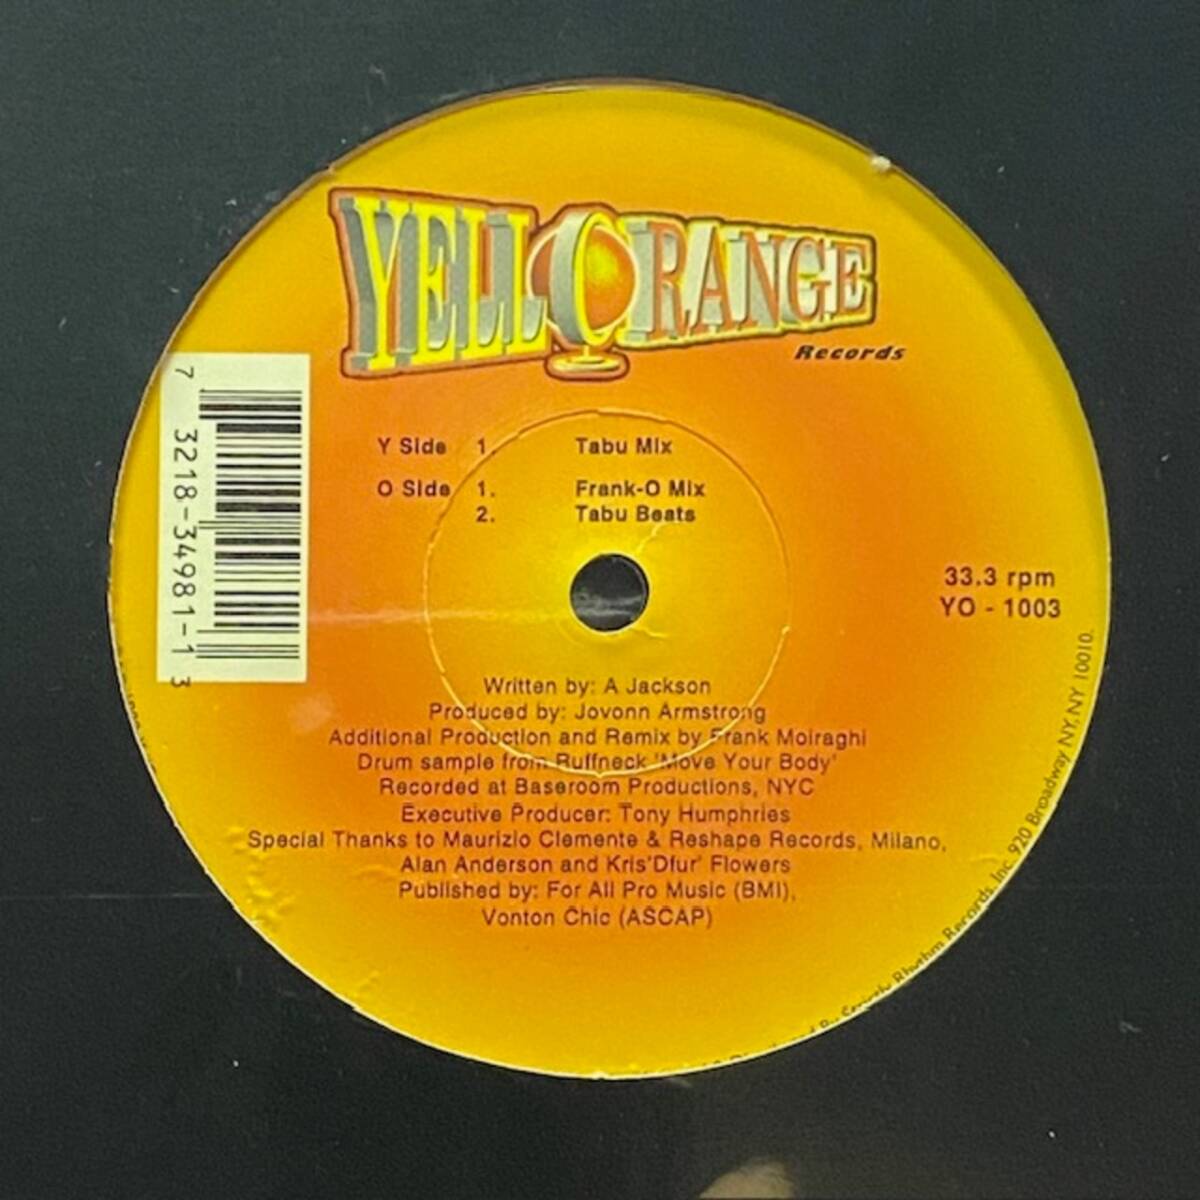 YELLORANGE
Records
7 3218-34981-1 3
Y Side 1. Tabu Mix
O Side 1. Frank-O Mix
2. Tabu Beats
33.3 rpm
YO - 1003
Written by: A Jackson
Produced by: Jovonn Armstrong
Additional Production and Remix by Frank Moiraghi
Drum sample from Ruffneck 'Move Your Body'
Recorded at Baseroom Productions, NYC
Executive Producer: Tony Humphries
Special Thanks to Maurizio Clemente & Reshape Records, Milano,
Alan Anderson and Kris'Dfur' Flowers
Published by: For All Pro Music (BMI),
Vonton Chic (ASCAP)
Strictly Rhythm Records, Inc. 920 Broadway NY, NY 10010.